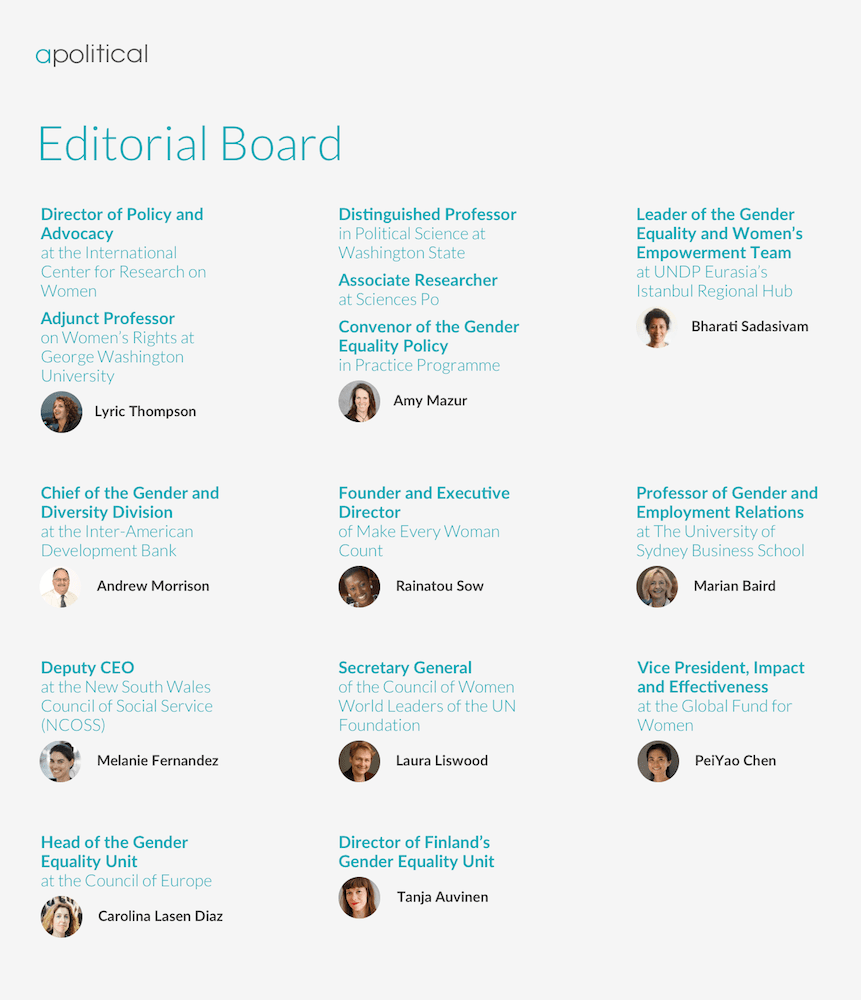 apolitical
Editorial Board
Director of Policy and
Advocacy
at the International
Center for Research on
Women
Adjunct Professor
on Women's Rights at
George Washington
University
Lyric Thompson
Distinguished Professor
in Political Science at
Washington State
Associate Researcher
at Sciences Po
Convenor of the Gender
Equality Policy
in Practice Programme
Amy Mazur
Leader of the Gender
Equality and Women's
Empowerment Team
at UNDP Eurasia's
Istanbul Regional Hub
Bharati Sadasivam
Chief of the Gender and
Diversity Division
at the Inter-American
Development Bank
Andrew Morrison
Founder and Executive
Director
of Make Every Woman
Count
Rainatou Sow
Professor of Gender and
Employment Relations
at The University of
Sydney Business School
Marian Baird
Deputy CEO
at the New South Wales
Council of Social Service
(NCOSS)
Melanie Fernandez
Secretary General
of the Council of Women
World Leaders of the UN
Foundation
Laura Liswood
Vice President, Impact
and Effectiveness
at the Global Fund for
Women
PeiYao Chen
Head of the Gender
Equality Unit
at the Council of Europe
Carolina Lasen Diaz
Director of Finland's
Gender Equality Unit
Tanja Auvinen